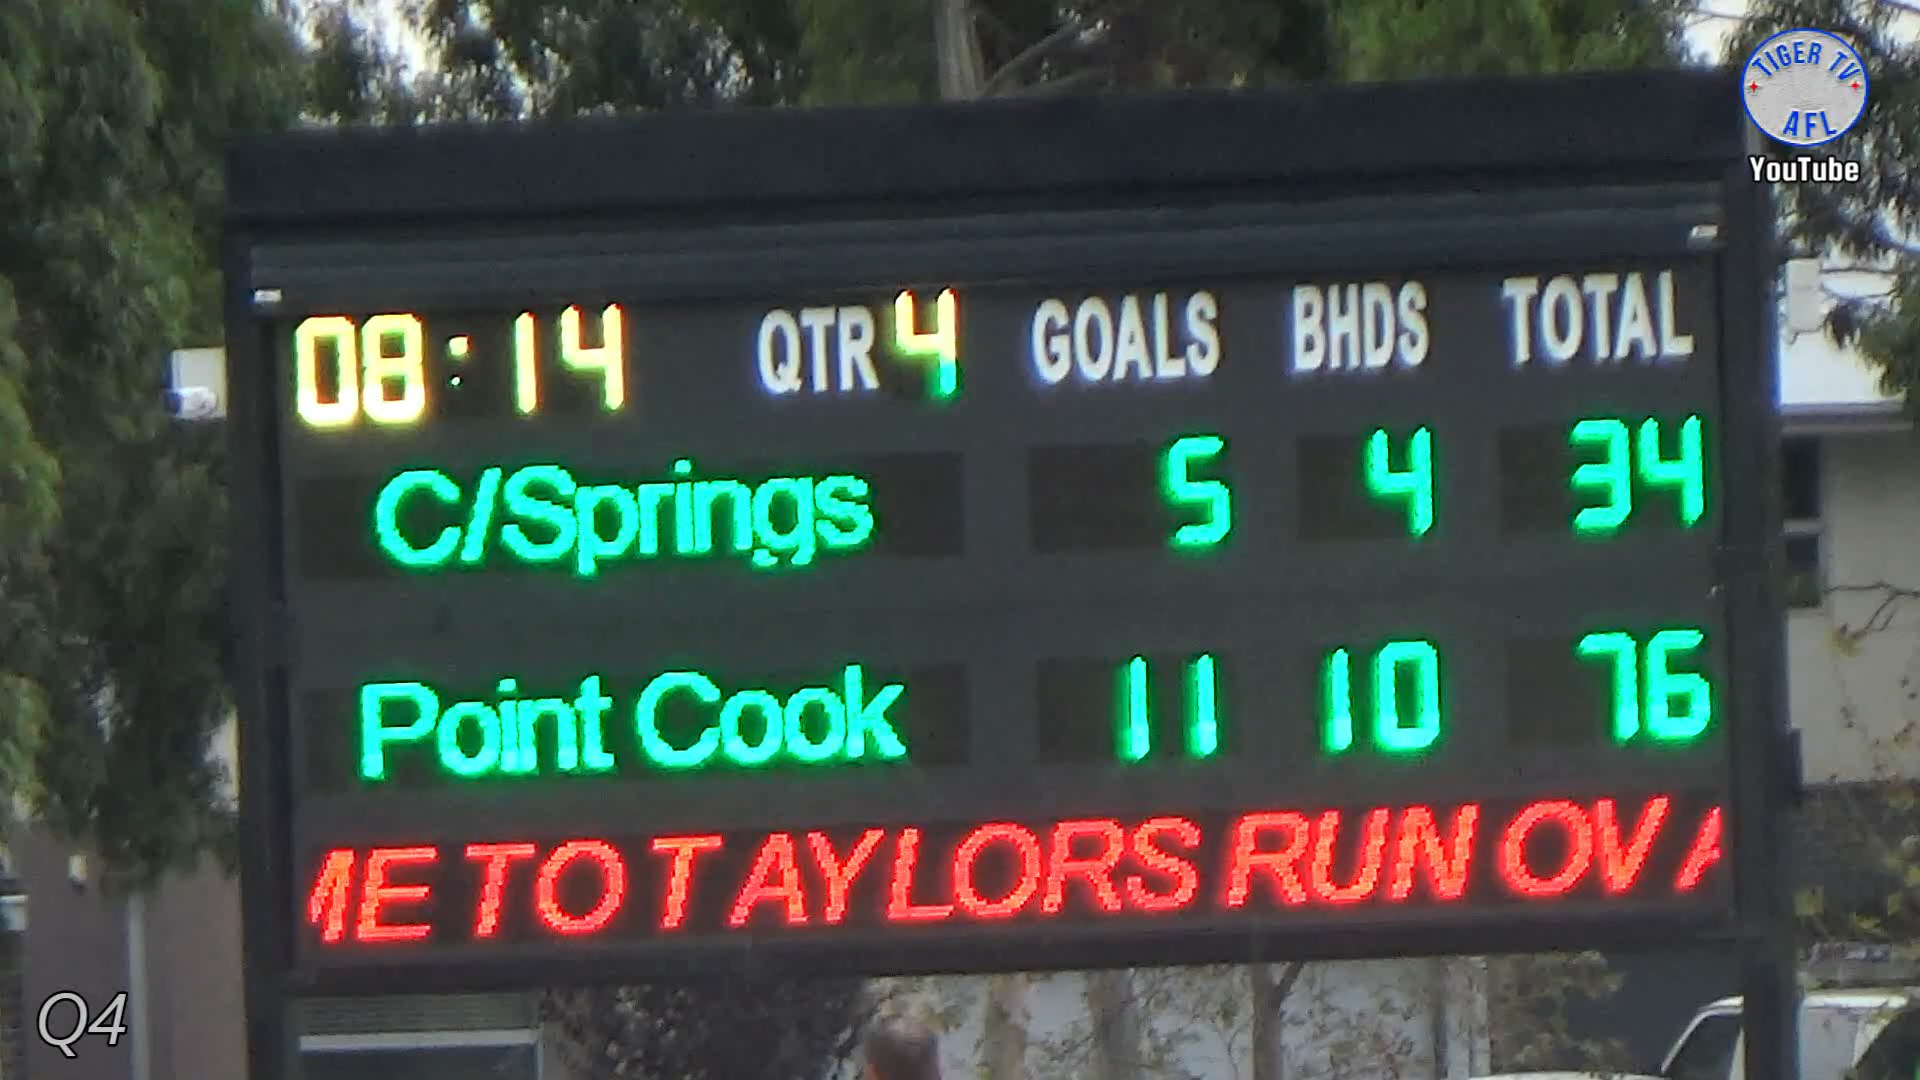 TIGER TV
AFL
YouTube
08:14 QTR 4 GOALS BHDS TOTAL
C/Springs 5 4 34
Point Cook 11 10 76
ME TO TAYLORS RUN OVA
Q4